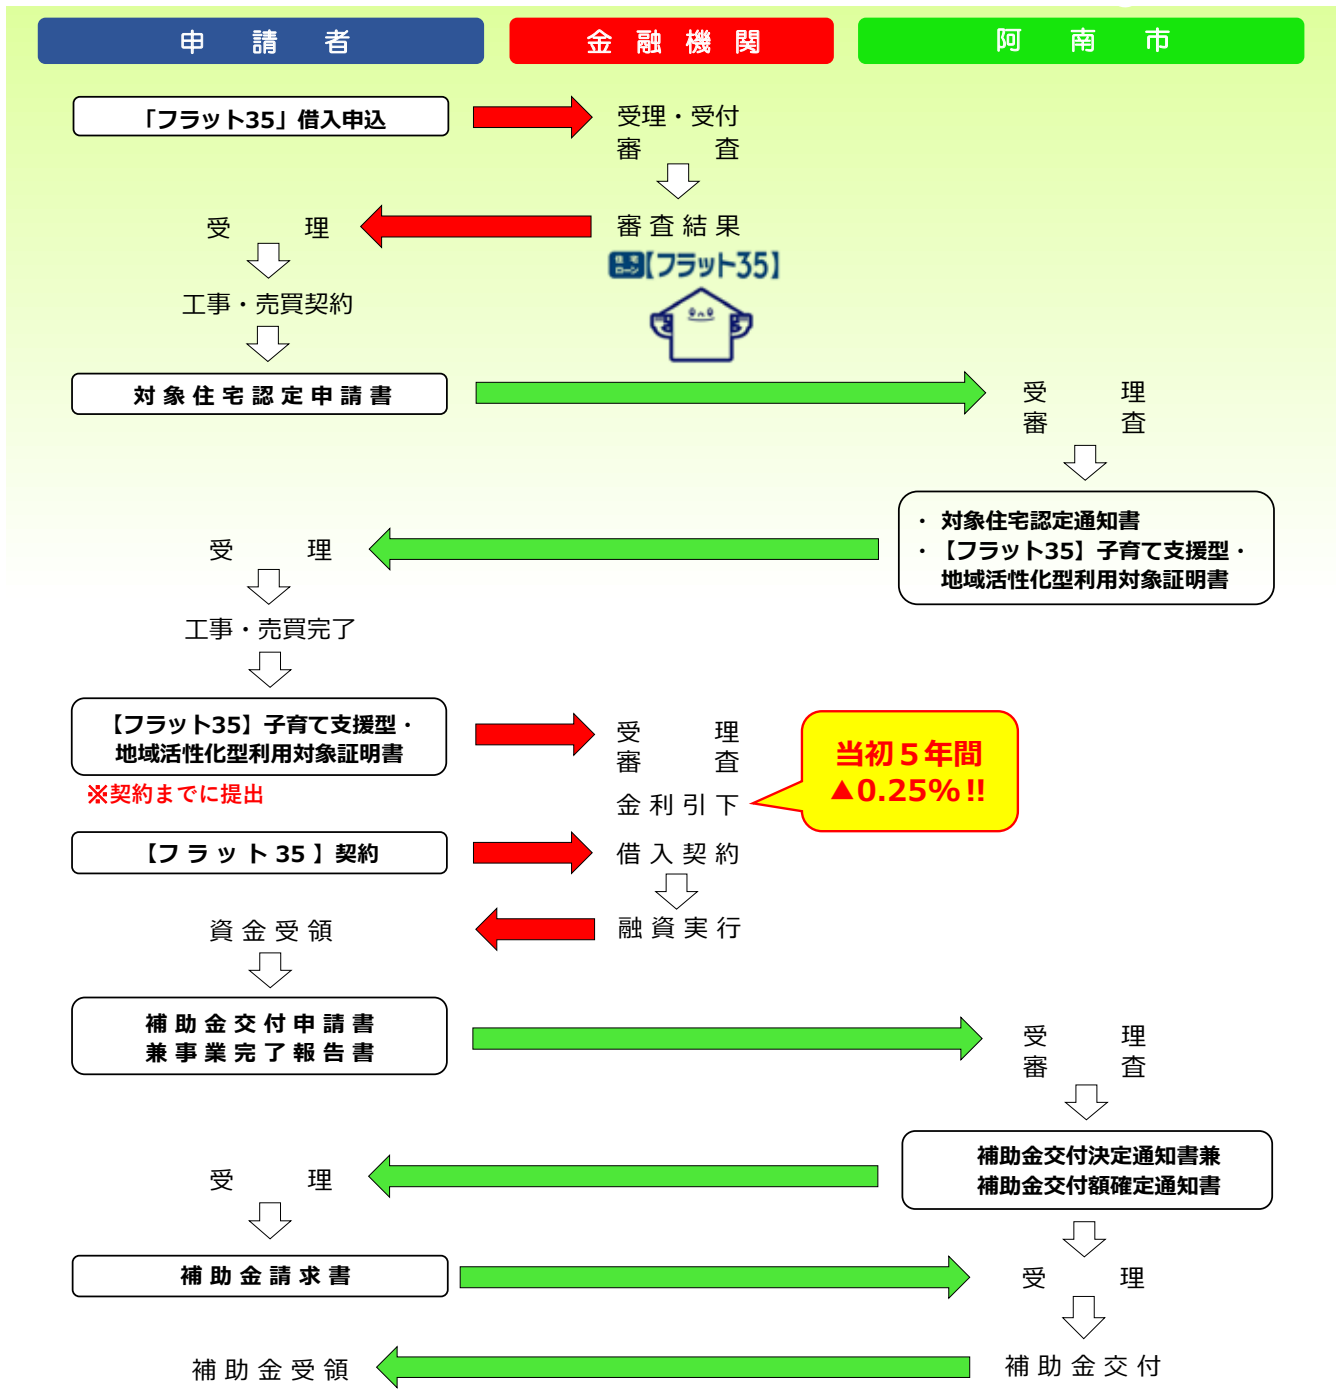 申請者
金融機関
阿南市
「フラット35」借入申込
受理・受付
審査
受理
審査結果
住宅ローン【フラット35】
工事・売買契約
対象住宅認定申請書
受理
審査
・ 対象住宅認定通知書
・【フラット35】子育て支援型・
地域活性化型利用対象証明書
受理
工事・売買完了
【フラット35】子育て支援型・
地域活性化型利用対象証明書
※契約までに提出
受理
審査
金利引下
当初５年間
▲0.25%!!
【フラット35】契約
借入契約
資金受領
融資実行
補助金交付申請書
兼事業完了報告書
受理
審査
補助金交付決定通知書兼
補助金交付額確定通知書
受理
補助金請求書
受理
補助金受領
補助金交付